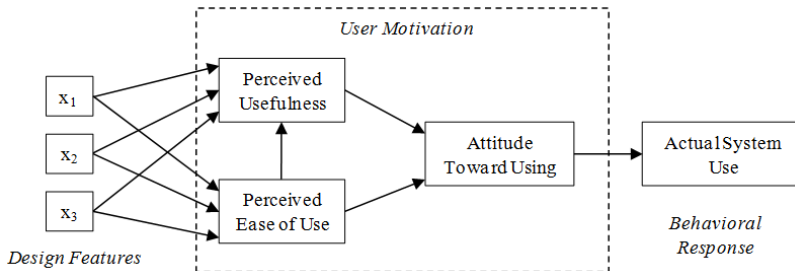 User Motivation
x1
x2
x3
Perceived
Usefulness
Perceived
Ease of Use
Attitude
Toward Using
Actual System
Use
Design Features
Behavioral
Response